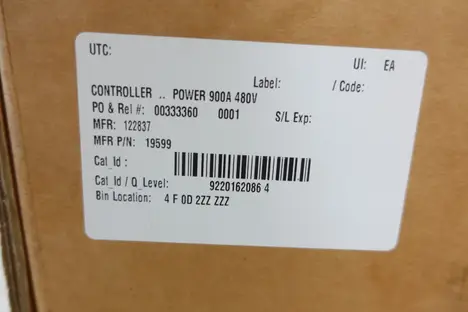 UTC:
UI: EA
Label: / Code:
CONTROLLER .. POWER 900A 480V
PO & Rel #: 00333360 0001 S/L Exp:
MFR: 122837
MFR P/N: 19599
Cat_Id :
Cat_Id / Q_Level: 9220162086 4
Bin Location: 4 F 0D 2ZZ ZZZ